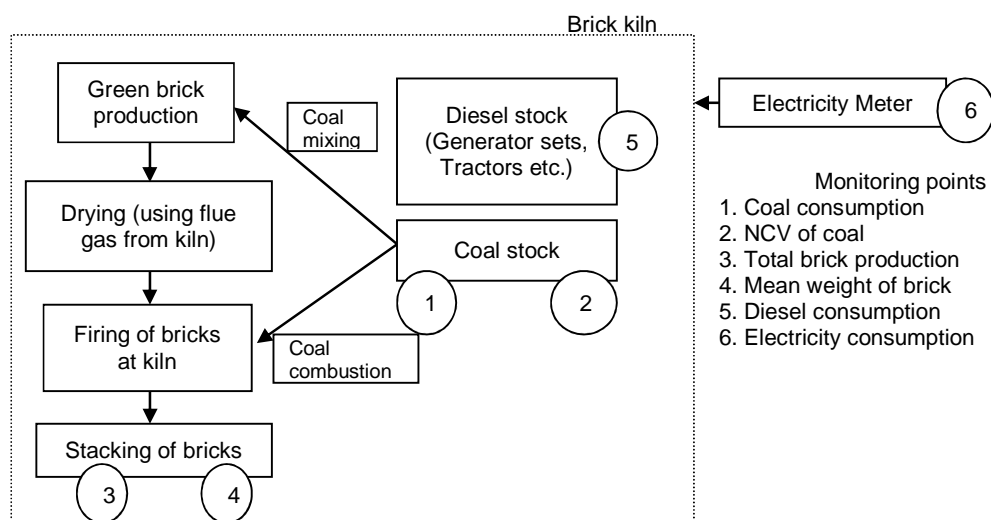 Brick kiln
Green brick
production
Coal
mixing
Diesel stock
(Generator sets,
Tractors etc.)
5
Electricity Meter
6
Drying (using flue
gas from kiln)
Coal stock
1
2
Monitoring points
1. Coal consumption
2. NCV of coal
3. Total brick production
4. Mean weight of brick
5. Diesel consumption
6. Electricity consumption
Firing of bricks
at kiln
Coal
combustion
Stacking of bricks
3
4